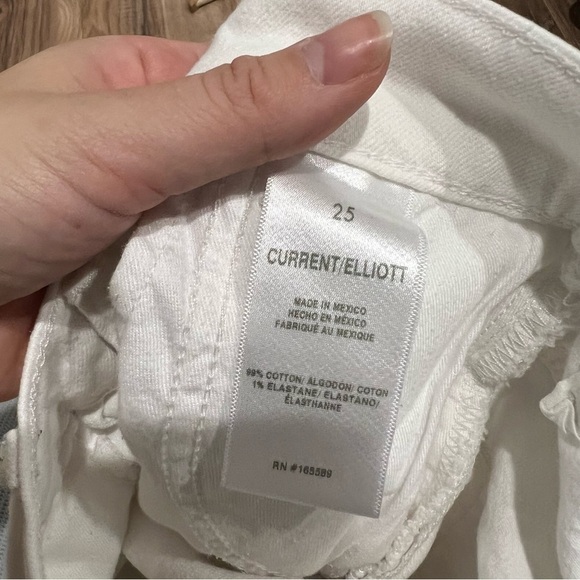 25
CURRENT/ELLIOTT
MADE IN MEXICO
HECHO EN MÉXICO
FABRIQUÉ AU MEXIQUE
99% COTTON/ ALGODÓN/ COTON
1% ELASTANE/ ELASTANO/
ÉLASTHANNE
RN #165589